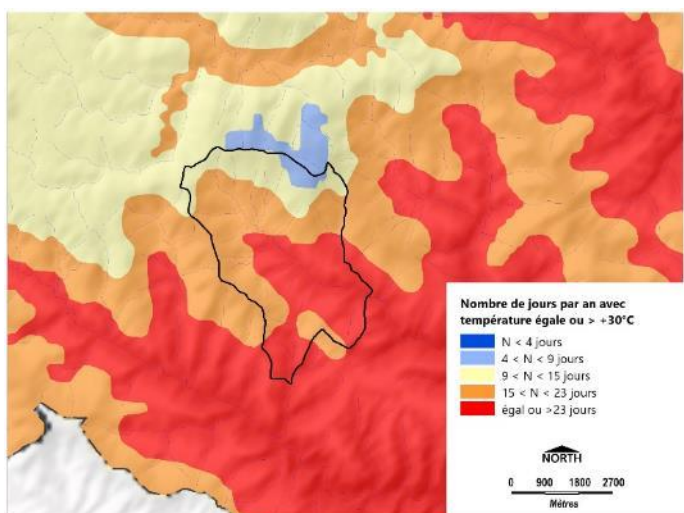 Nombre de jours par an avec
température égale ou > +30°C
N < 4 jours
4 < N < 9 jours
9 < N < 15 jours
15 < N < 23 jours
égal ou >23 jours
NORTH
0 900 1800 2700
Mètres